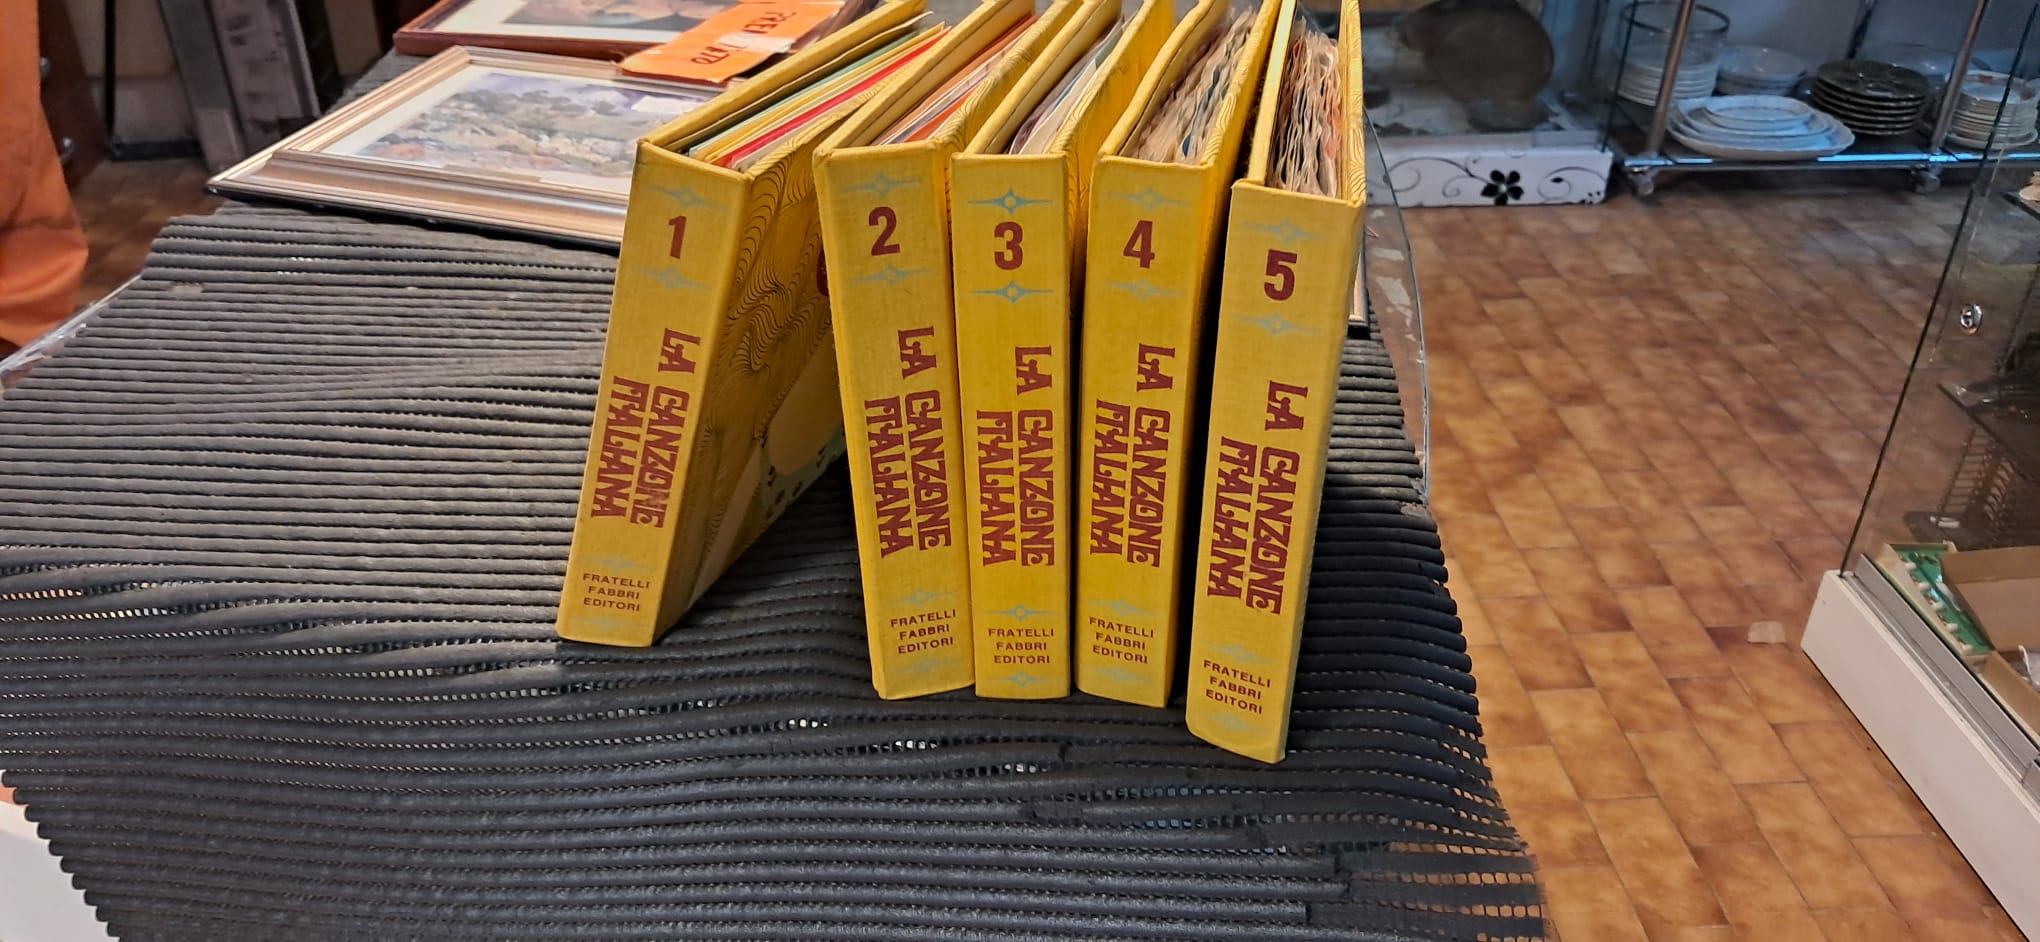 1
LA CANZONE
ITALIANA
FRATELLI
FABBRI
EDITORI
2
LA CANZONE
ITALIANA
FRATELLI
FABBRI
EDITORI
3
LA CANZONE
ITALIANA
FRATELLI
FABBRI
EDITORI
4
LA CANZONE
ITALIANA
FRATELLI
FABBRI
EDITORI
5
LA CANZONE
ITALIANA
FRATELLI
FABBRI
EDITORI